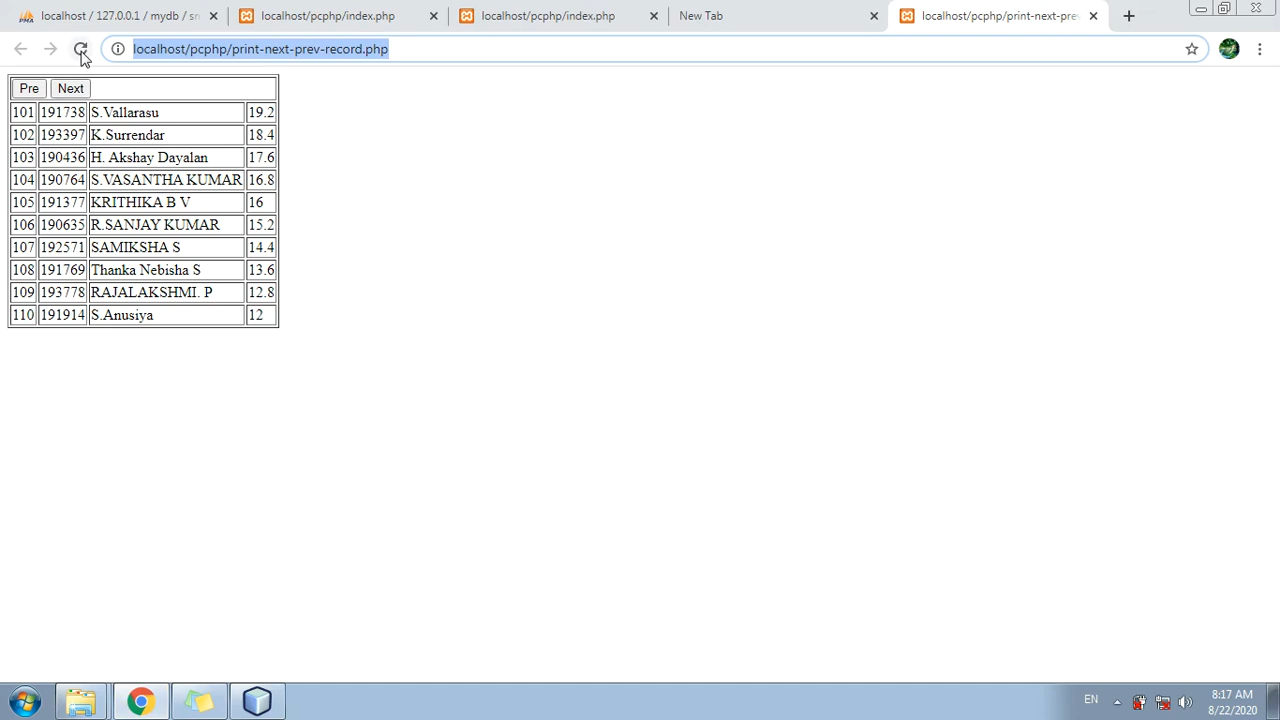 localhost / 127.0.0.1 / mydb / sn
localhost/pcphp/index.php
localhost/pcphp/index.php
New Tab
localhost/pcphp/print-next-prev
localhost/pcphp/print-next-prev-record.php
Pre Next
101 191738 S.Vallarasu 19.2
102 193397 K.Surrendar 18.4
103 190436 H. Akshay Dayalan 17.6
104 190764 S.VASANTHA KUMAR 16.8
105 191377 KRITHIKA B V 16
106 190635 R.SANJAY KUMAR 15.2
107 192571 SAMIKSHA S 14.4
108 191769 Thanka Nebisha S 13.6
109 193778 RAJALAKSHMI. P 12.8
110 191914 S.Anusiya 12
EN
8:17 AM
8/22/2020